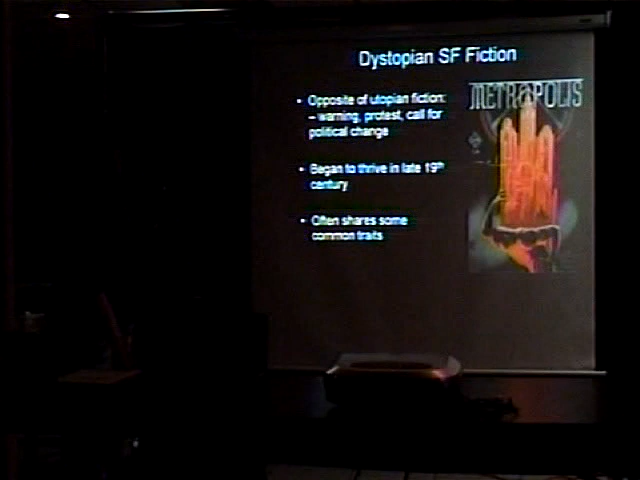 Dystopian SF Fiction
• Opposite of utopian fiction:
– warning, protest, call for
political change
• Began to thrive in late 19th
century
• Often shares some
common traits
METROPOLIS